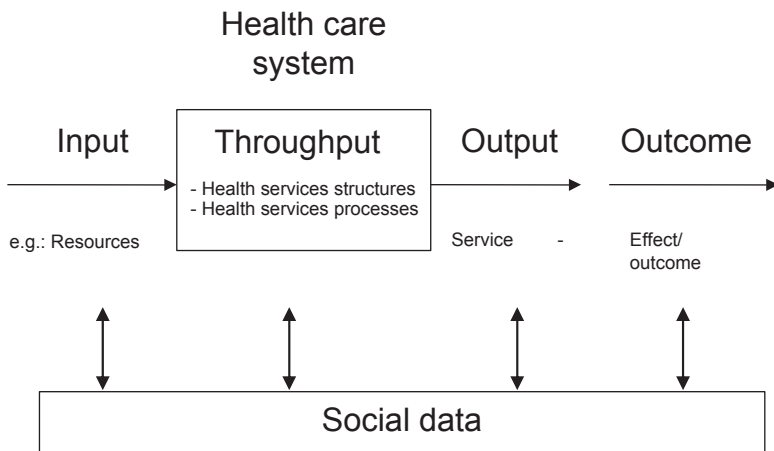 Health care
system
Input
Throughput
Output
Outcome
- Health services structures
- Health services processes
e.g.: Resources
Service -
Effect/
outcome
Social data